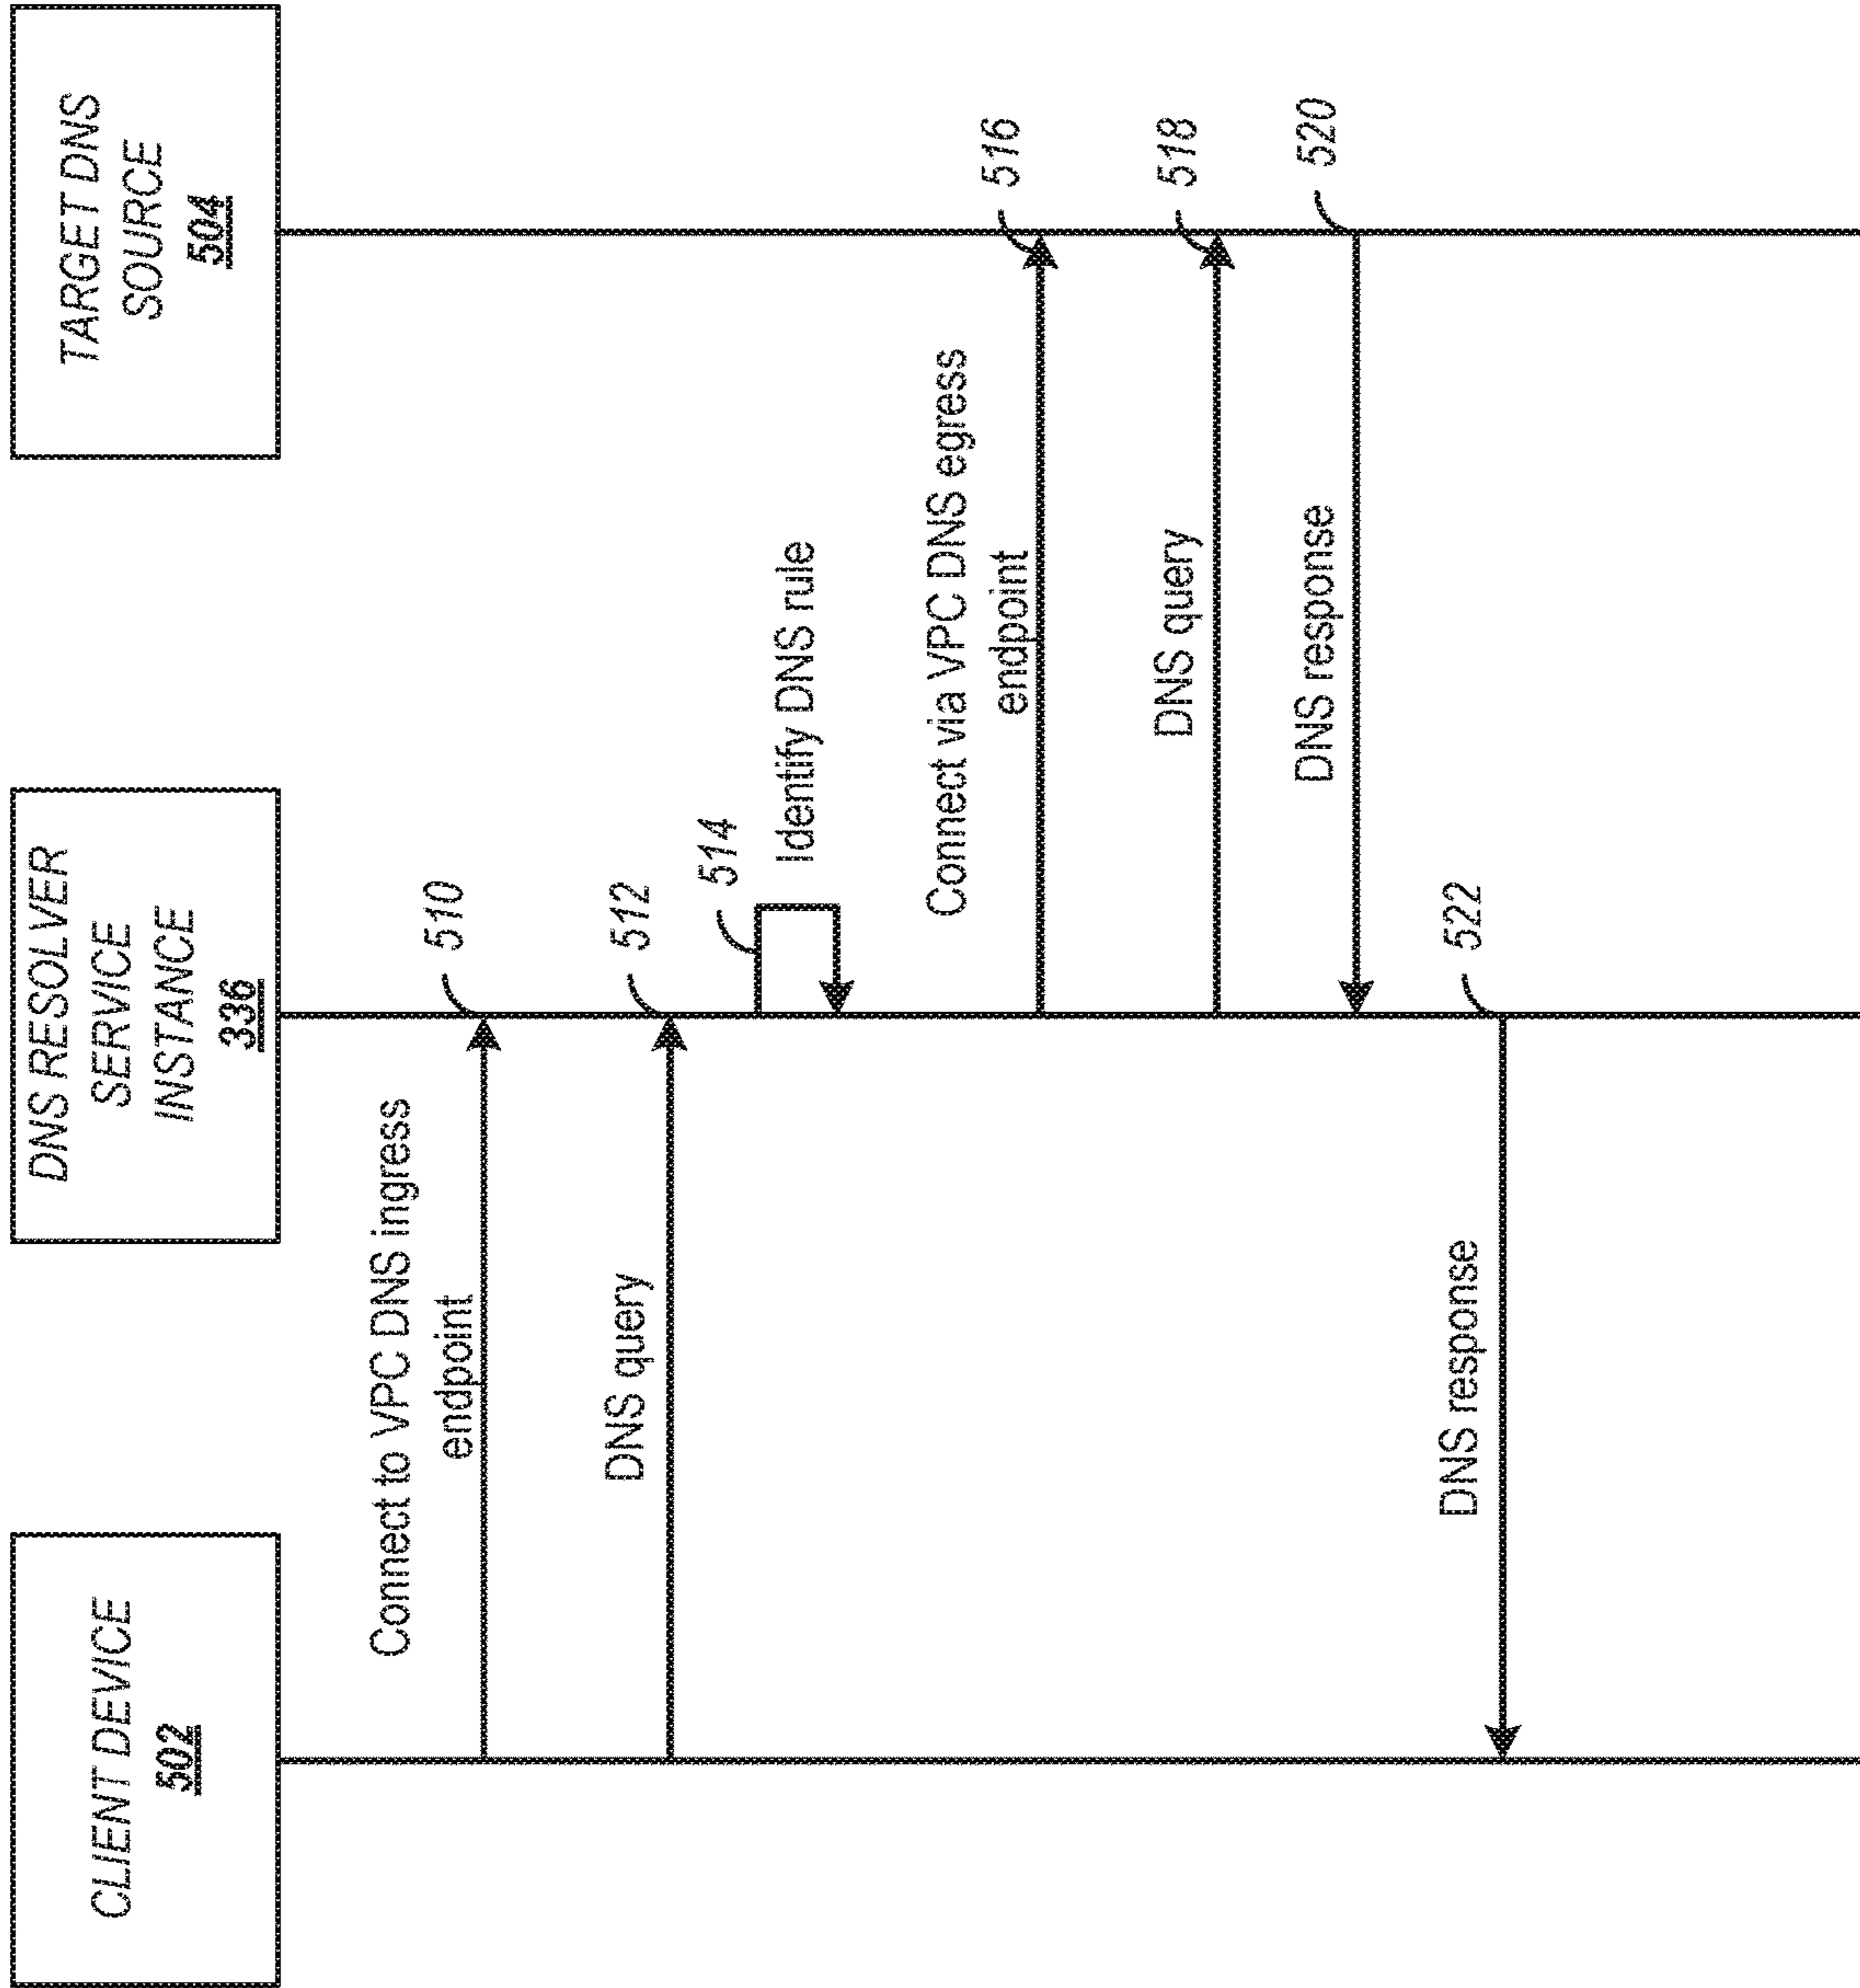 CLIENT DEVICE
502
DNS RESOLVER
SERVICE
INSTANCE
336
TARGET DNS
SOURCE
504
510
Connect to VPC DNS ingress
endpoint
512
DNS query
514
Identify DNS rule
516
Connect via VPC DNS egress
endpoint
518
DNS query
520
DNS response
522
DNS response